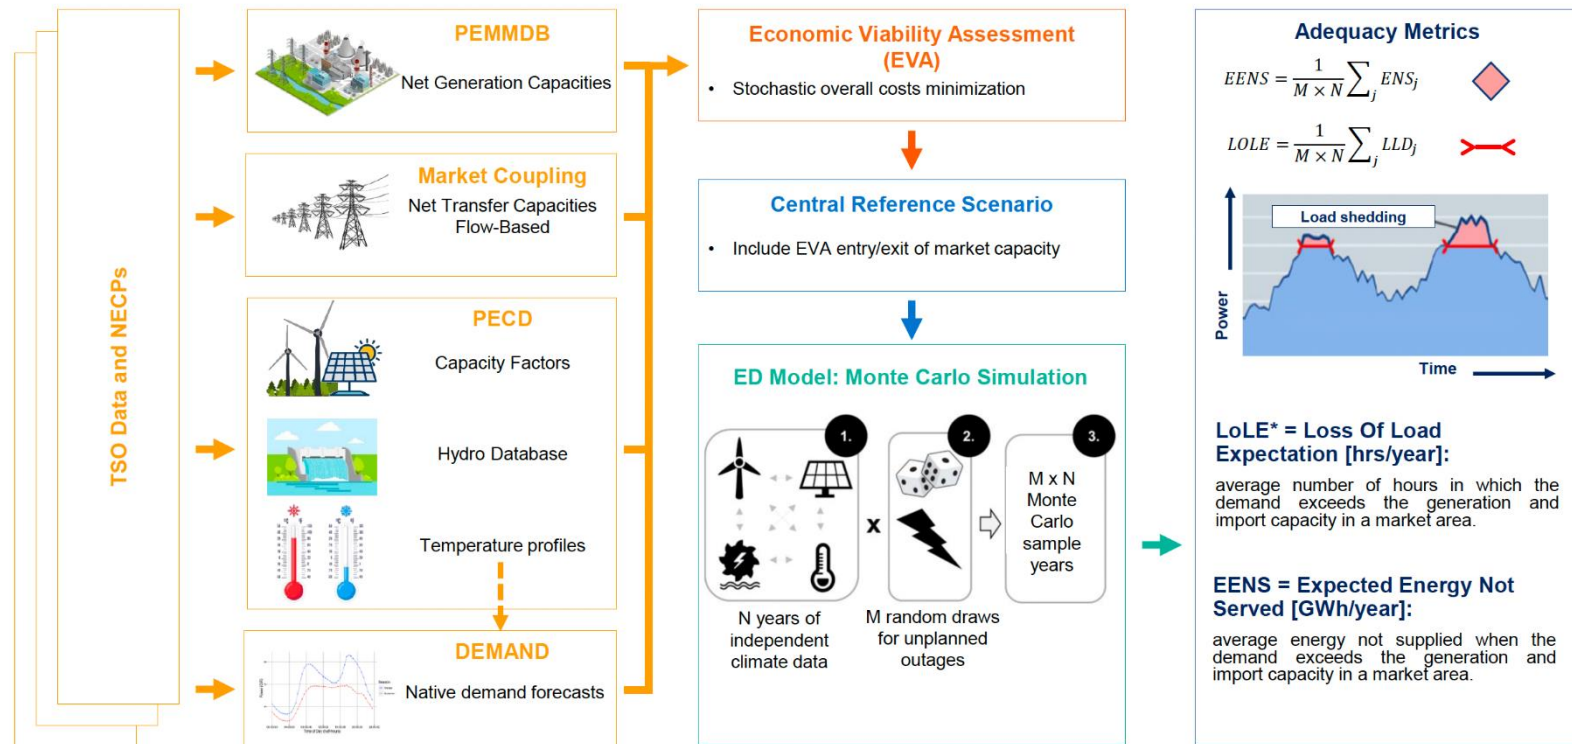 TSO Data and NECPs
PEMMDB
Net Generation Capacities
Market Coupling
Net Transfer Capacities
Flow-Based
PECD
Capacity Factors
Hydro Database
Temperature profiles
DEMAND
Native demand forecasts
Economic Viability Assessment
(EVA)
• Stochastic overall costs minimization
Central Reference Scenario
• Include EVA entry/exit of market capacity
ED Model: Monte Carlo Simulation
1.
2.
3.
x
M x N
Monte
Carlo
sample
years
N years of
independent
climate data
M random draws
for unplanned
outages
Adequacy Metrics
EENS = 1/(M × N) ∑_j ENS_j
LOLE = 1/(M × N) ∑_j LLD_j
Load shedding
Power
Time
LoLE* = Loss Of Load
Expectation [hrs/year]:
average number of hours in which the
demand exceeds the generation and
import capacity in a market area.
EENS = Expected Energy Not
Served [GWh/year]:
average energy not supplied when the
demand exceeds the generation and
import capacity in a market area.